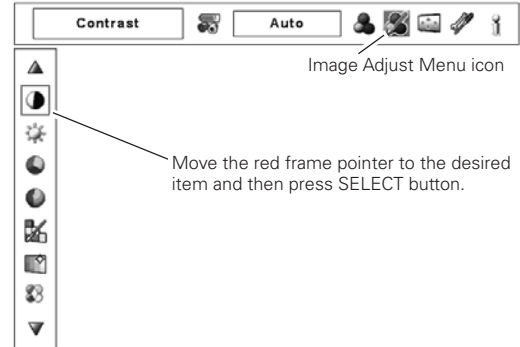 Contrast
Auto
Image Adjust Menu icon
Move the red frame pointer to the desired
item and then press SELECT button.